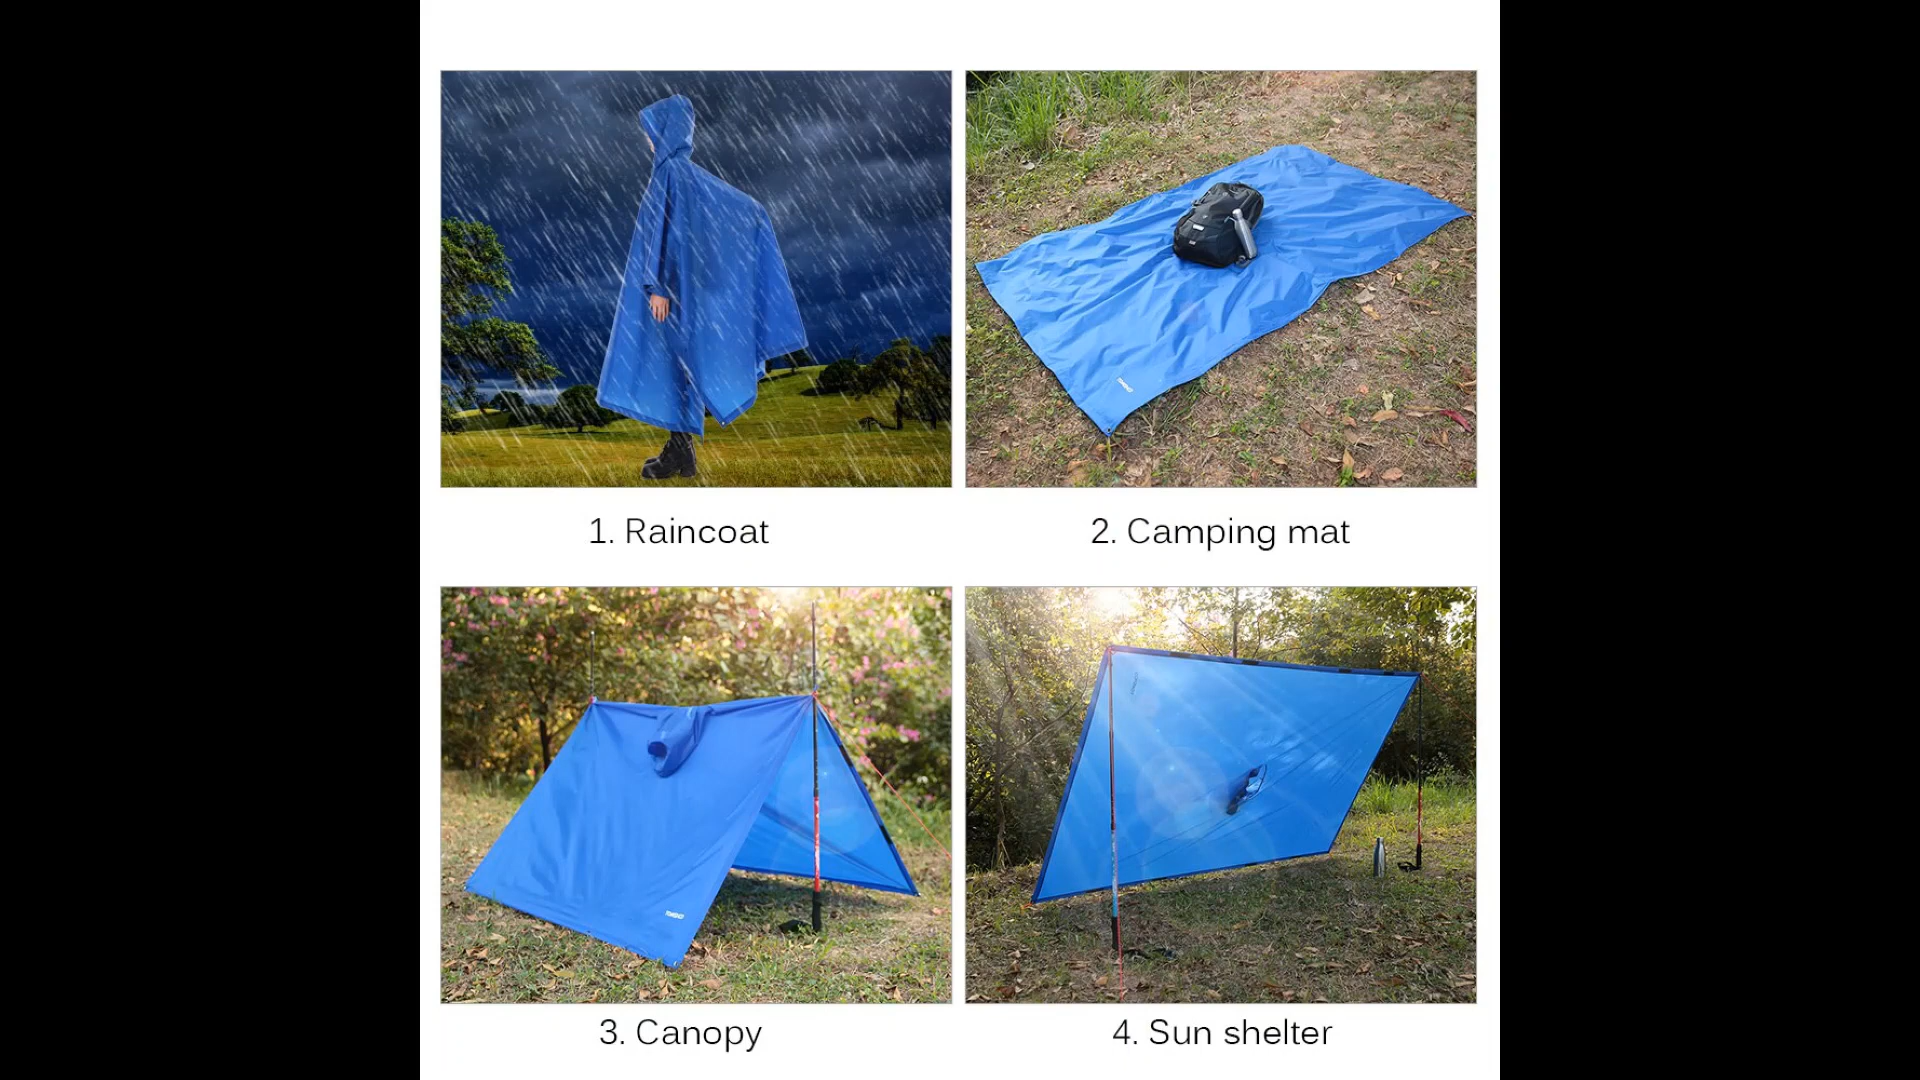 1. Raincoat
2. Camping mat
3. Canopy
4. Sun shelter